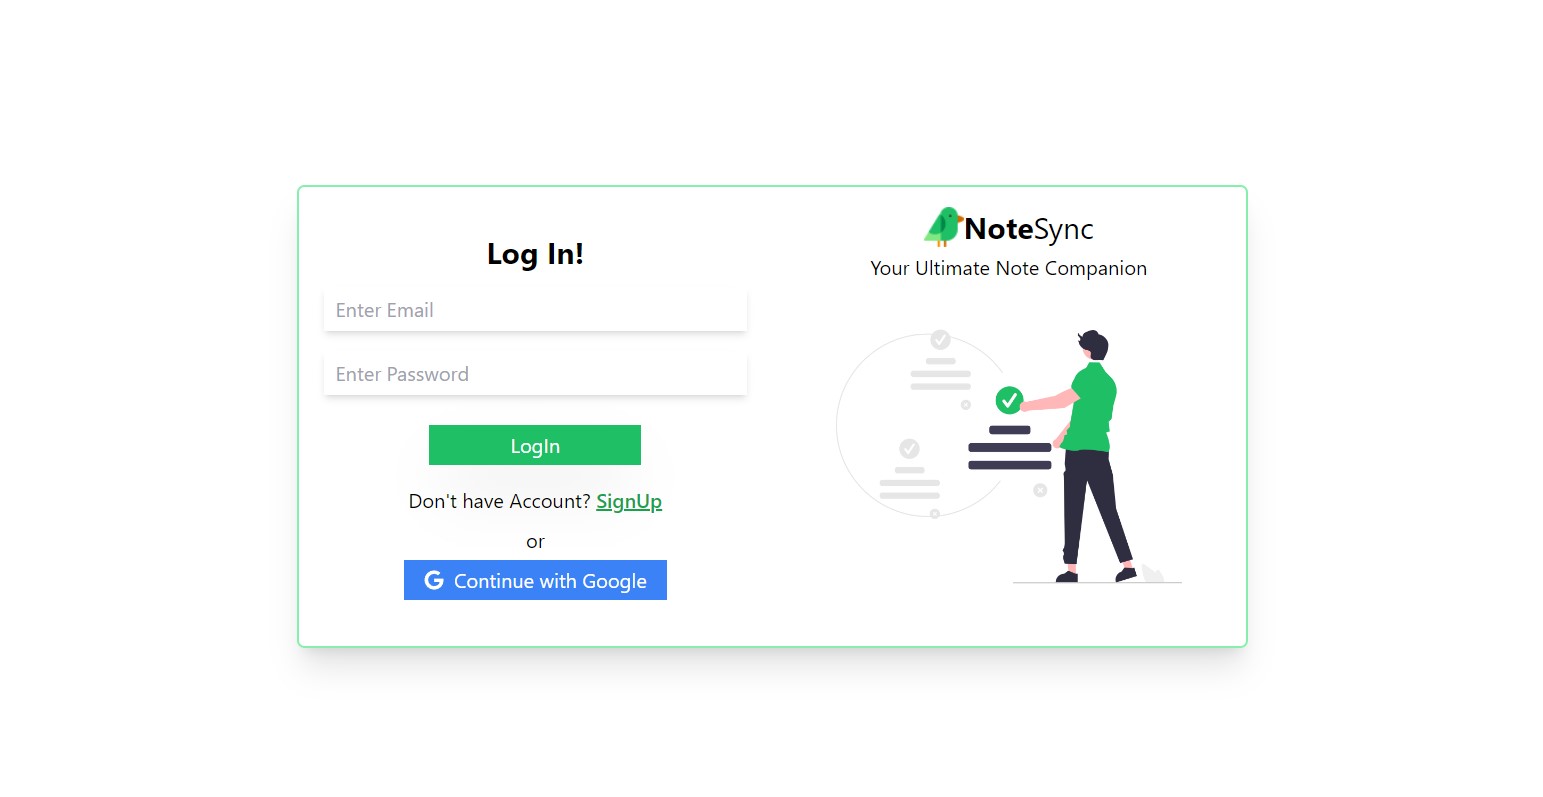 Log In!
Enter Email
Enter Password
LogIn
Don't have Account? SignUp
or
Continue with Google
NoteSync
Your Ultimate Note Companion